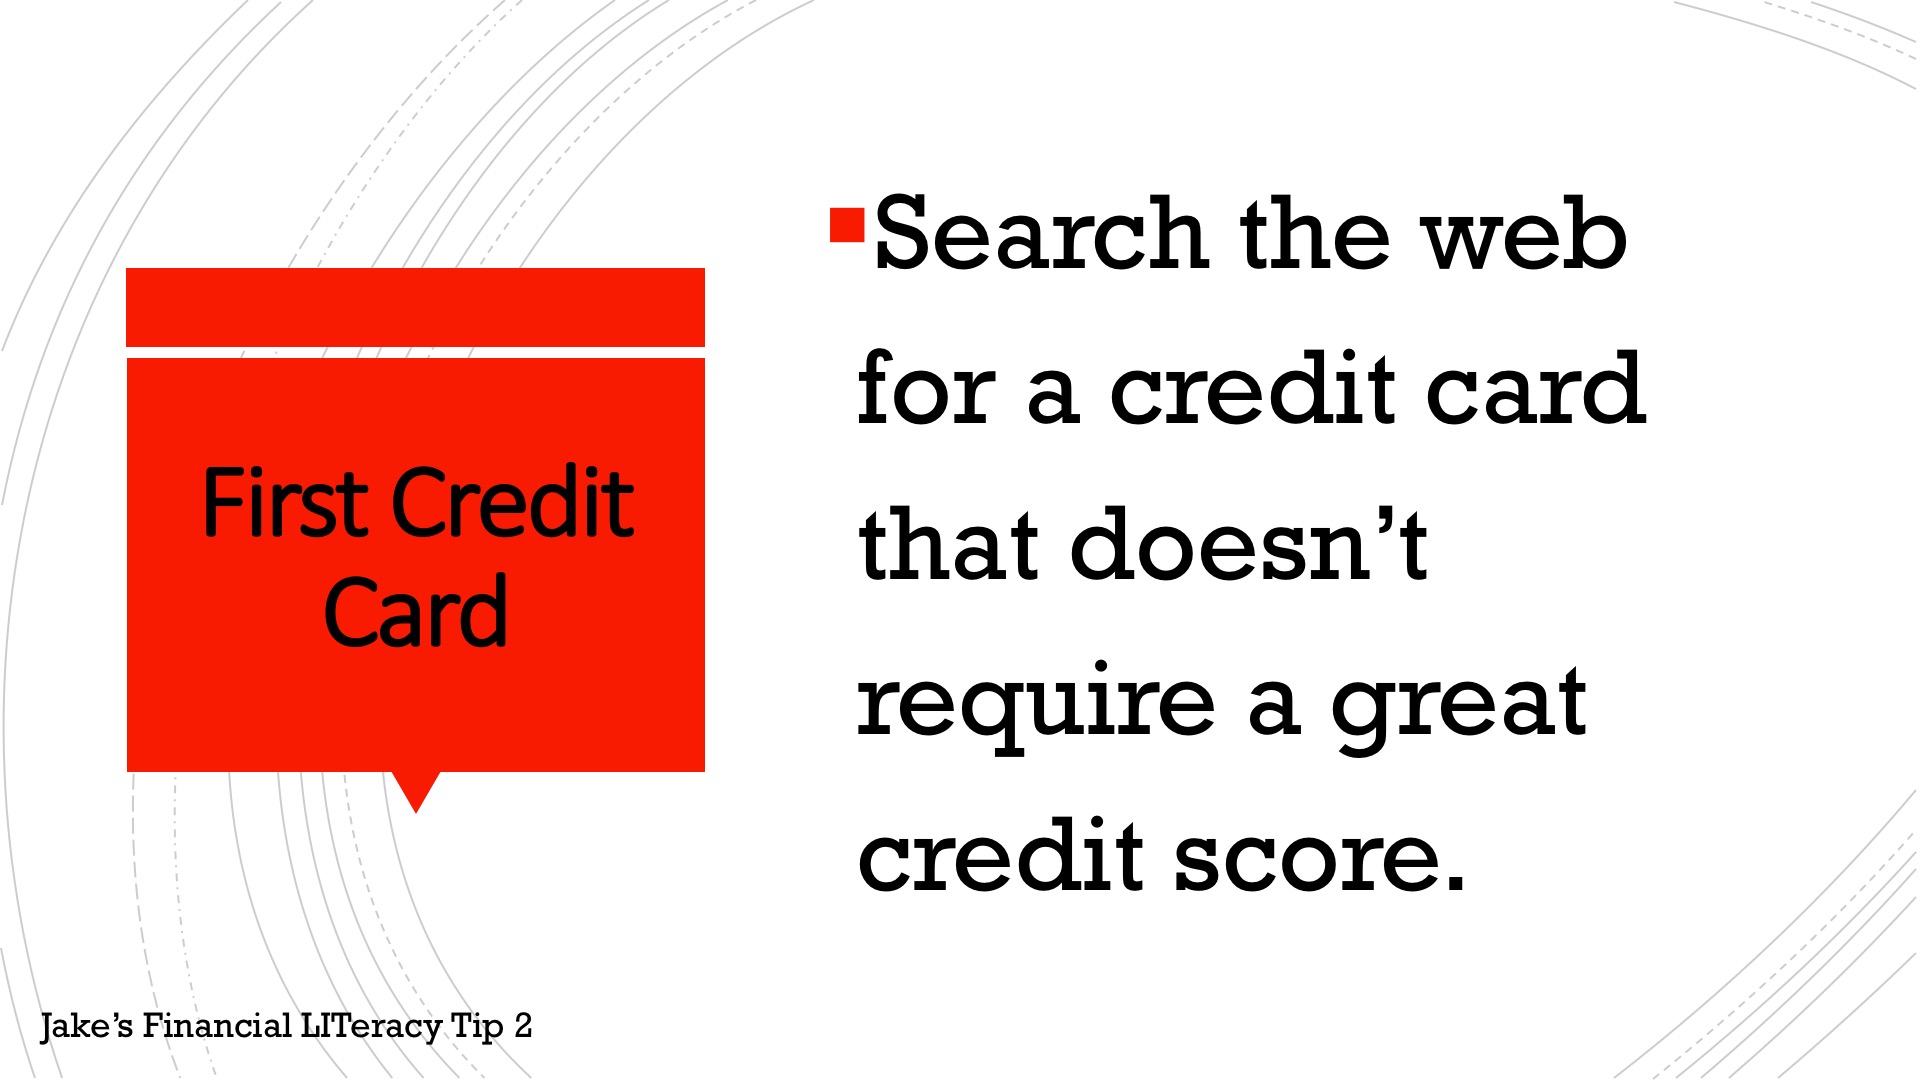 First Credit
Card
▪Search the web
for a credit card
that doesn’t
require a great
credit score.
Jake’s Financial LITeracy Tip 2